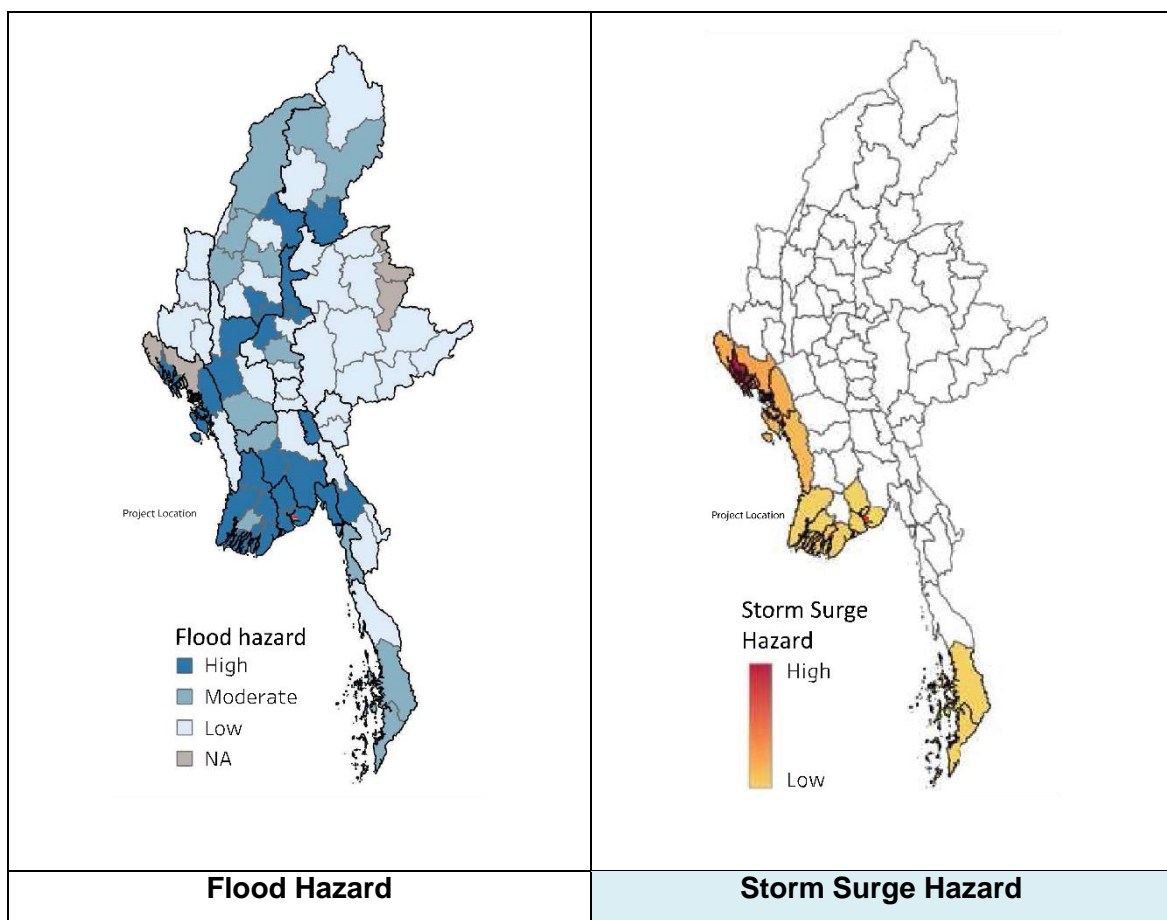 Project Location
Flood hazard
High
Moderate
Low
NA
Flood Hazard
Project Location
Storm Surge
Hazard
High
Low
Storm Surge Hazard